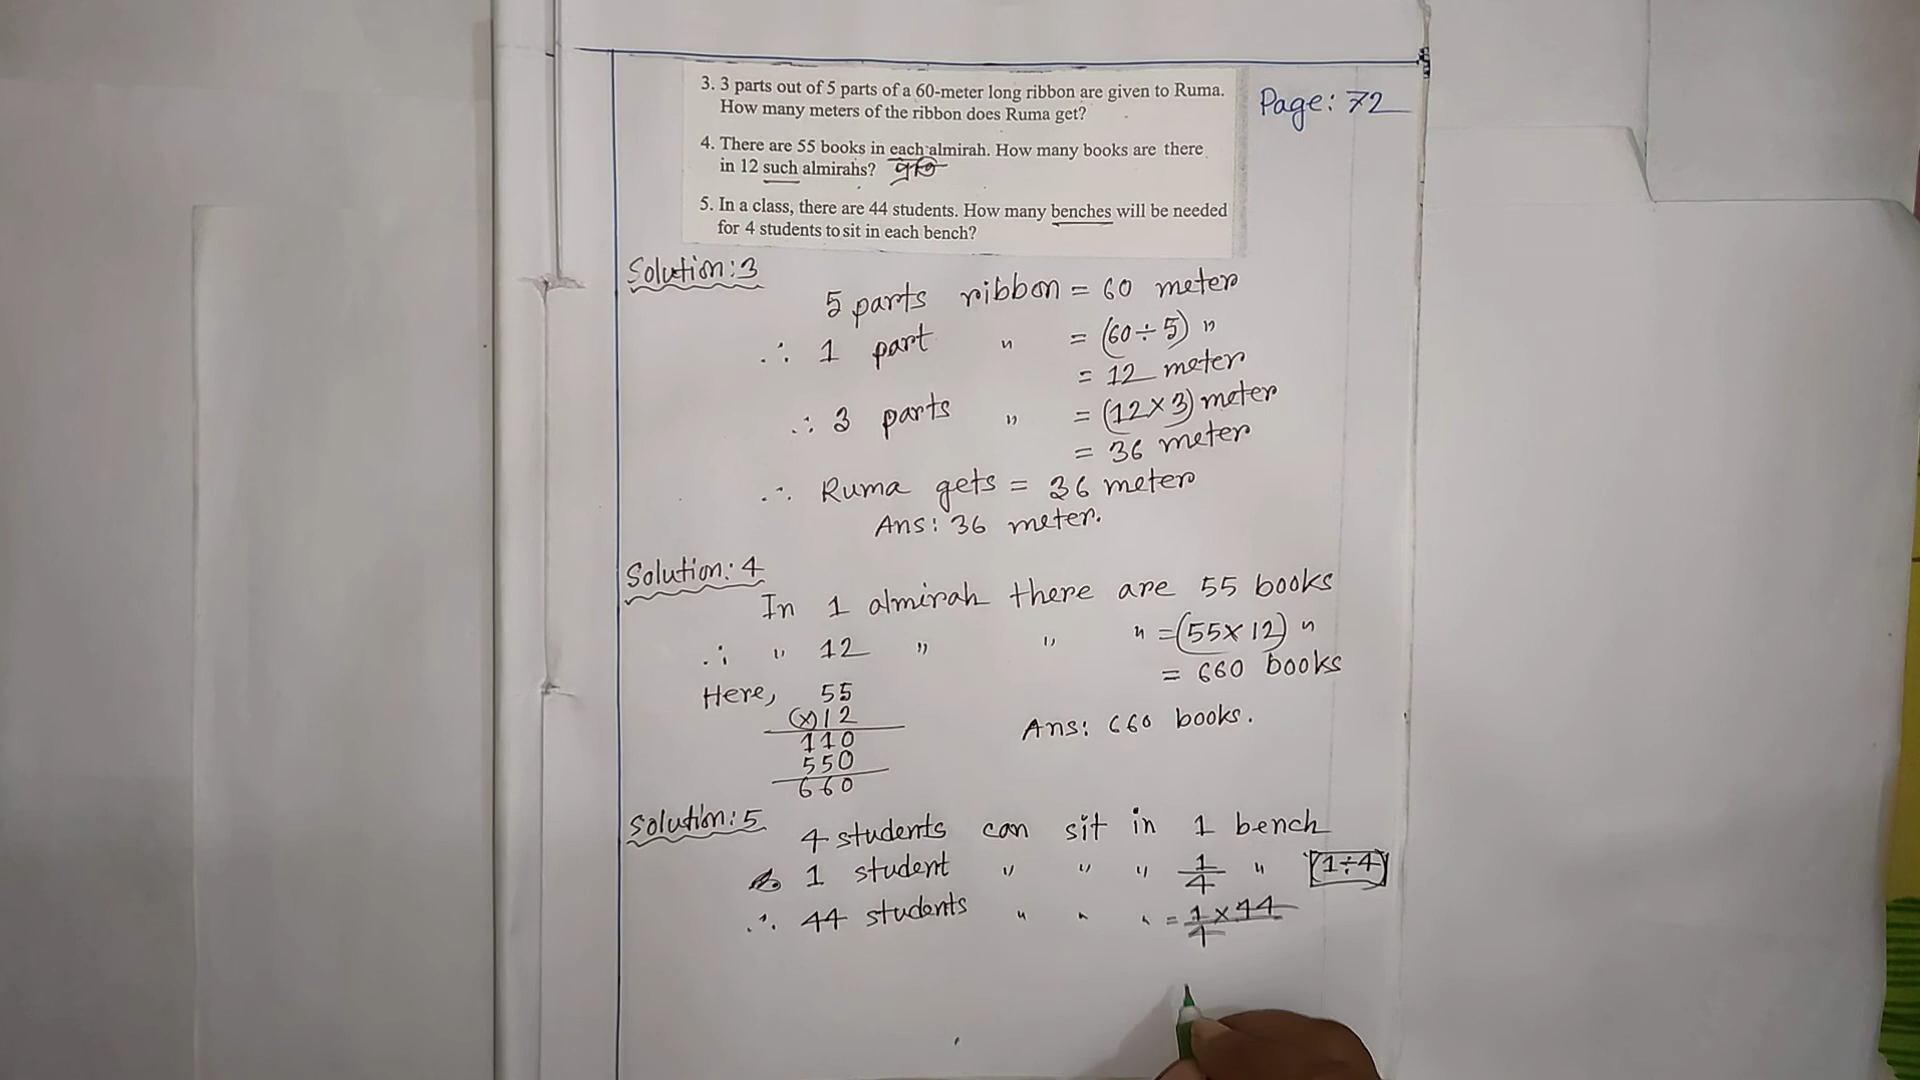 3. 3 parts out of 5 parts of a 60-meter long ribbon are given to Ruma.
How many meters of the ribbon does Ruma get?
Page: 72
4. There are 55 books in each almirah. How many books are there
in 12 such almirahs? প্রতি
5. In a class, there are 44 students. How many benches will be needed
for 4 students to sit in each bench?
Solution: 3
5 parts ribbon = 60 meter
∴ 1 part " = (60÷5) "
= 12 meter
∴ 3 parts " = (12×3) meter
= 36 meter
∴ Ruma gets = 36 meter
Ans: 36 meter.
Solution: 4
In 1 almirah there are 55 books
∴ " 12 " " " = (55×12) "
= 660 books
Here, 55
(×) 12
110
550
660
Ans: 660 books.
Solution: 5
4 students can sit in 1 bench
1 student " " " 1/4 " (1÷4)
∴ 44 students " " " = 1×44/4